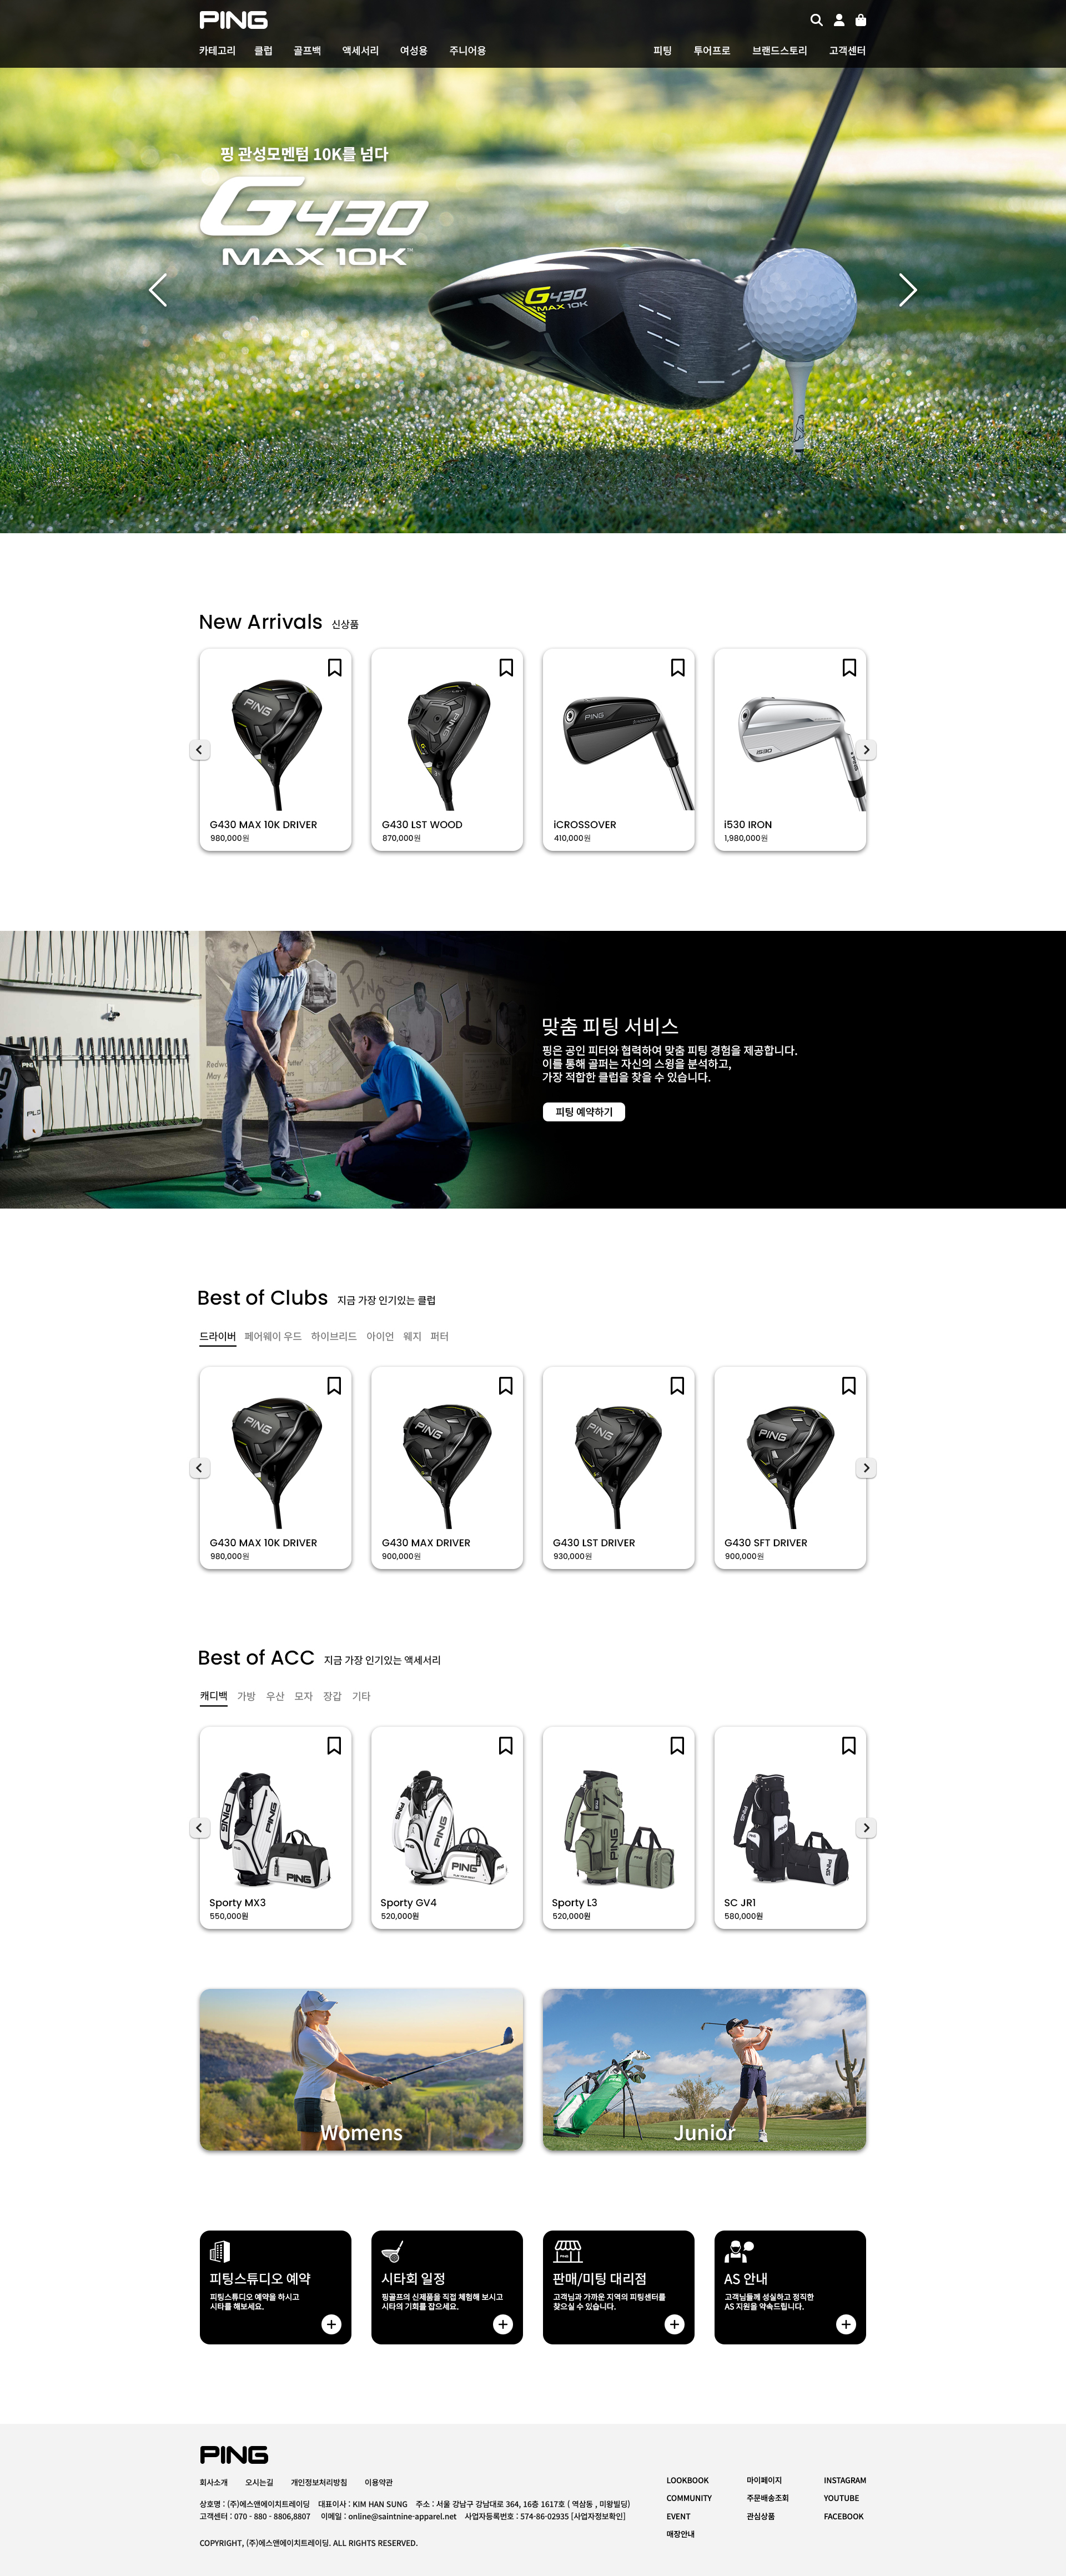 PING
카테고리 클럽 골프백 액세서리 여성용 주니어용 피팅 투어프로 브랜드스토리 고객센터
핑 관성모멘텀 10K를 넘다
G430
MAX 10K™
G430
MAX 10K
New Arrivals 신상품
PING
PING
PING
i530
PING
G430 MAX 10K DRIVER
980,000원
G430 LST WOOD
870,000원
iCROSSOVER
410,000원
i530 IRON
1,980,000원
맞춤 피팅 서비스
핑은 공인 피터와 협력하여 맞춤 피팅 경험을 제공합니다.
이를 통해 골퍼는 자신의 스윙을 분석하고,
가장 적합한 클럽을 찾을 수 있습니다.
피팅 예약하기
Best of Clubs 지금 가장 인기있는 클럽
드라이버 페어웨이 우드 하이브리드 아이언 웨지 퍼터
PING
PING
PING
PING
G430 MAX 10K DRIVER
980,000원
G430 MAX DRIVER
900,000원
G430 LST DRIVER
930,000원
G430 SFT DRIVER
900,000원
Best of ACC 지금 가장 인기있는 액세서리
캐디백 가방 우산 모자 장갑 기타
PING
PING
PING
PING
Sporty MX3
550,000원
Sporty GV4
520,000원
Sporty L3
520,000원
SC JR1
580,000원
Womens
Junior
피팅스튜디오 예약
피팅스튜디오 예약을 하시고
시타를 해보세요.
시타회 일정
핑골프의 신제품을 직접 체험해 보시고
시타의 기회를 잡으세요.
판매/미팅 대리점
고객님과 가까운 지역의 피팅센터를
찾으실 수 있습니다.
AS 안내
고객님들께 성실하고 정직한
AS 지원을 약속드립니다.
PING
회사소개 오시는길 개인정보처리방침 이용약관
상호명 : (주)에스앤에이치트레이딩 대표이사 : KIM HAN SUNG 주소 : 서울 강남구 강남대로 364, 16층 1617호 ( 역삼동 , 미왕빌딩)
고객센터 : 070 - 880 - 8806,8807 이메일 : online@saintnine-apparel.net 사업자등록번호 : 574-86-02935 [사업자정보확인]
COPYRIGHT, (주)에스앤에이치트레이딩. ALL RIGHTS RESERVED.
LOOKBOOK
COMMUNITY
EVENT
매장안내
마이페이지
주문배송조회
관심상품
INSTAGRAM
YOUTUBE
FACEBOOK